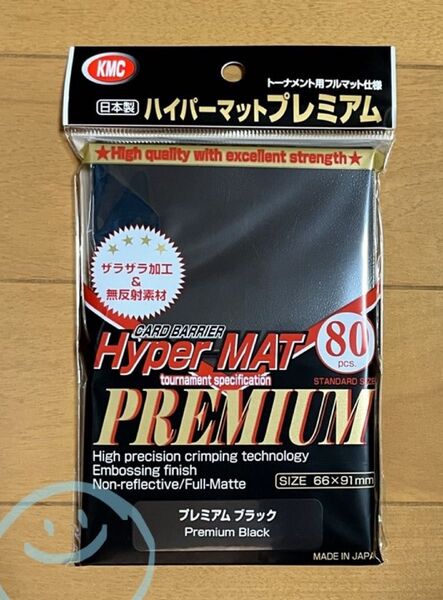 KMC
トーナメント用フルマット仕様
日本製 ハイパーマットプレミアム
★High quality with excellent strength★
ザラザラ加工
&
無反射素材
CARD BARRIER
Hyper MAT
80
pcs.
tournament specification
STANDARD SIZE
PREMIUM
High precision crimping technology
Embossing finish
Non-reflective/Full-Matte
SIZE 66×91mm
プレミアム ブラック
Premium Black
MADE IN JAPAN